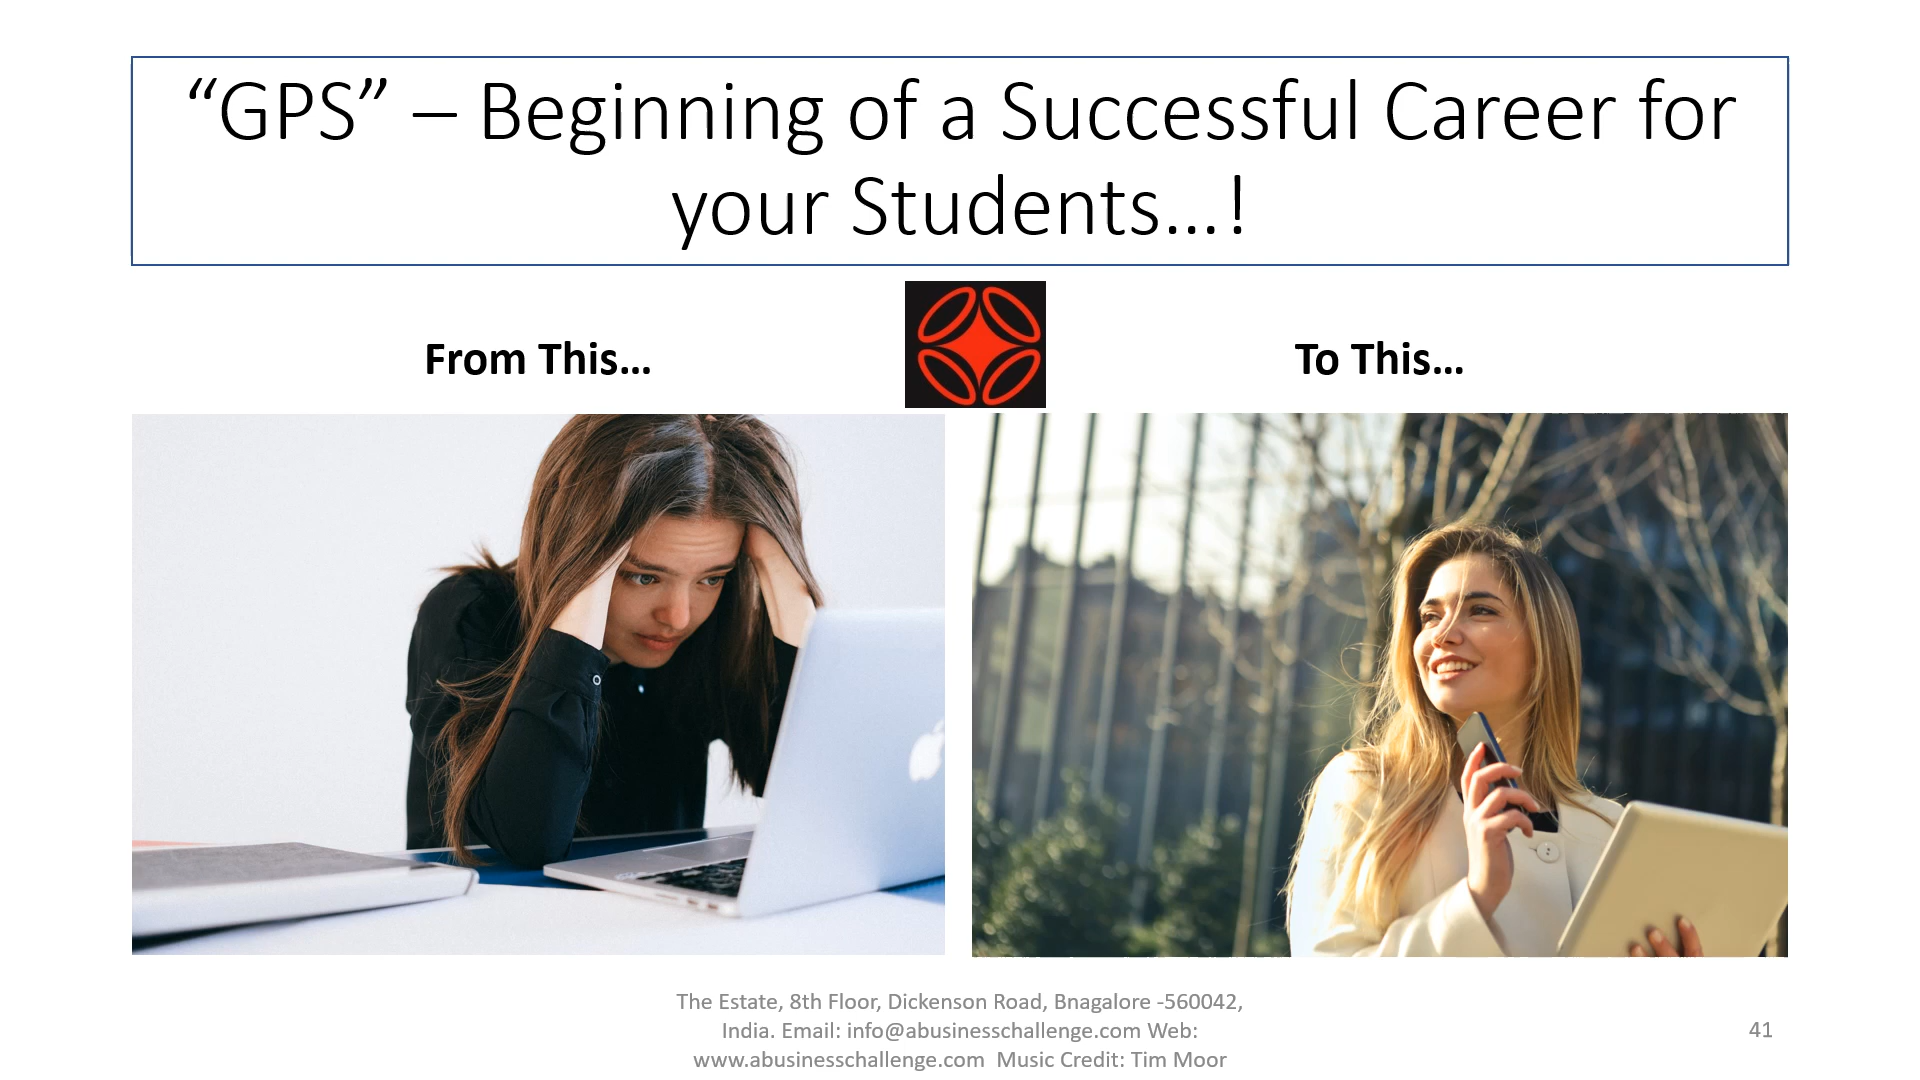 “GPS” – Beginning of a Successful Career for
your Students...!
From This...
To This...
The Estate, 8th Floor, Dickenson Road, Bnagalore -560042,
India. Email: info@abusinesschallenge.com Web:
www.abusinesschallenge.com  Music Credit: Tim Moor
41